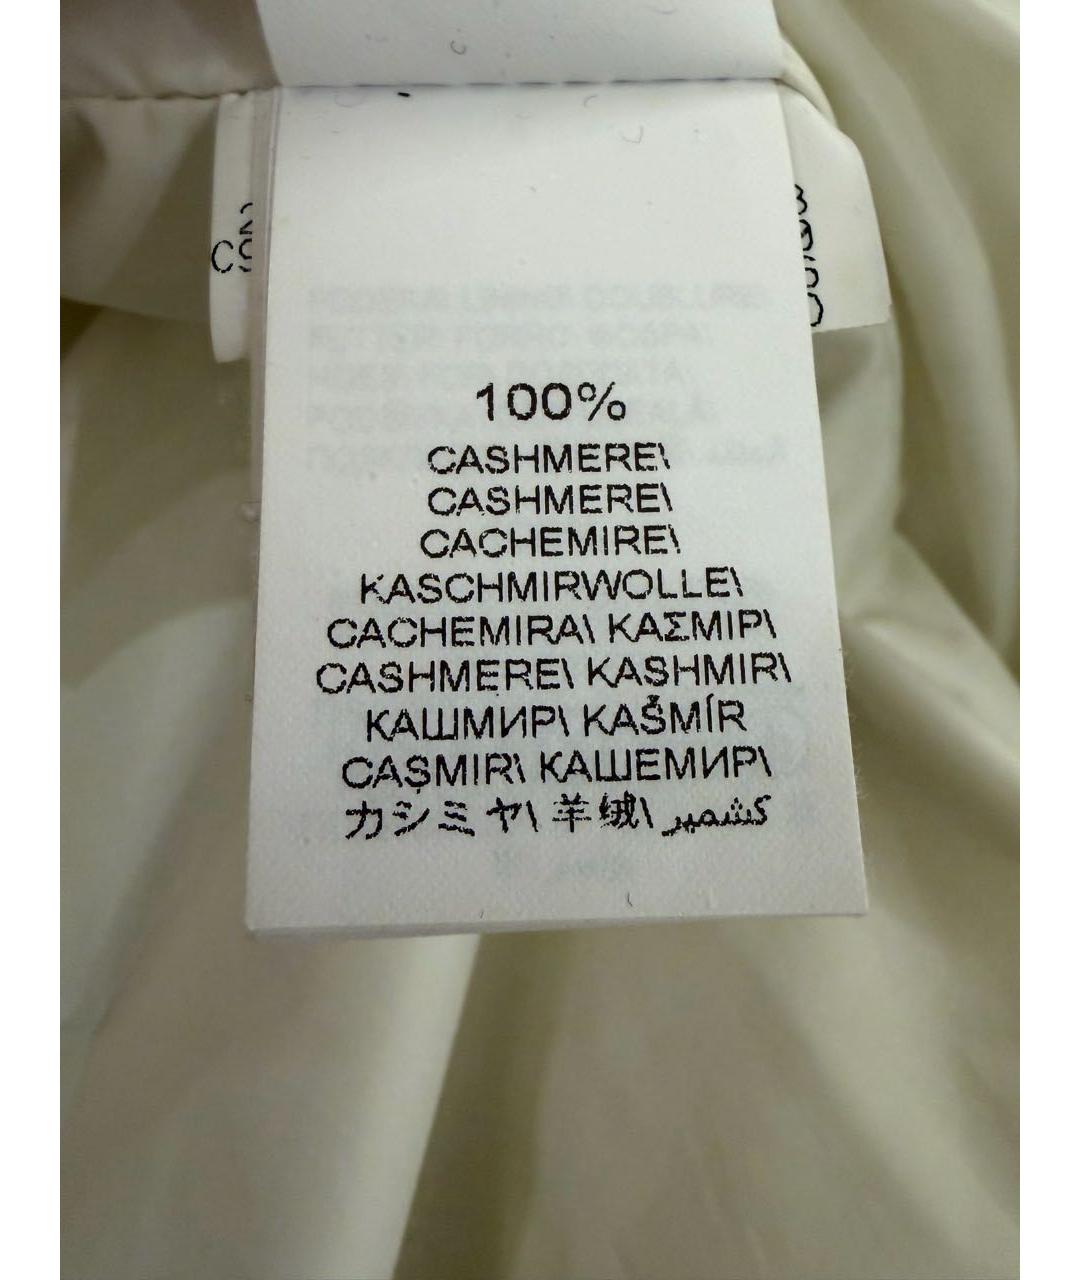 100%
CASHMERE\
CASHMERE\
CACHEMIRE\
KASCHMIRWOLLE\
CACHEMIRA\ ΚΑΣΜΙΡ\
CASHMERE\ KASHMIR\
КАШМИР\ KAŠMÍR
CAȘMIR\ КАШЕМИР\
カシミヤ\ 羊绒\ كشمير